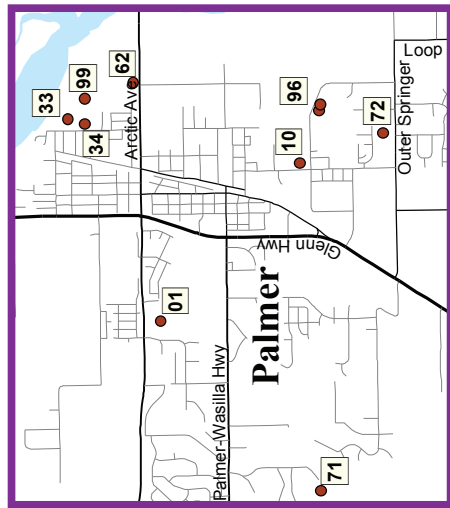 33
99
34
62
Arctic Ave
96
10
72
Outer Springer
Loop
Glenn Hwy
01
Palmer
Palmer-Wasilla Hwy
71